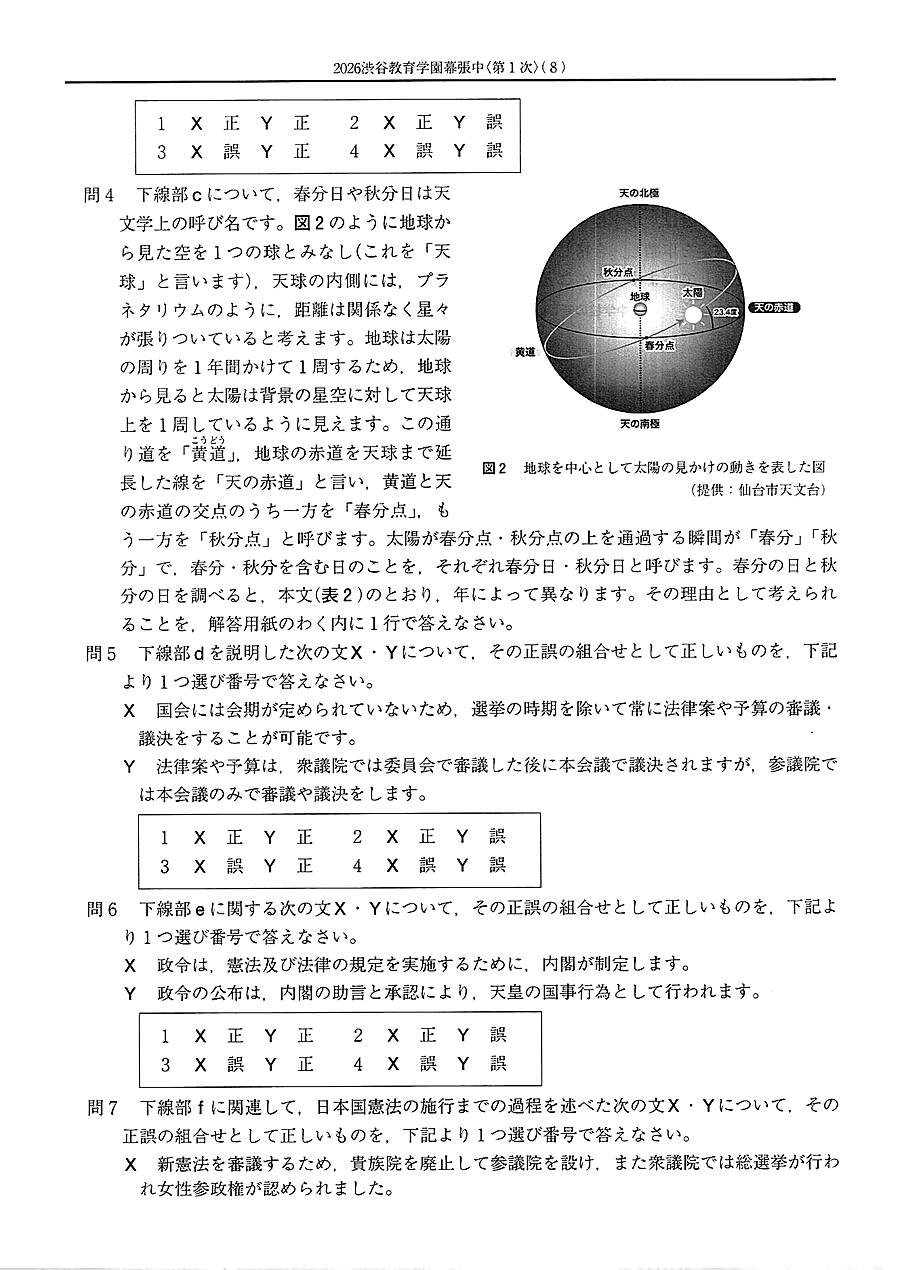 2026渋谷教育学園幕張中〈第1次〉(8)
1 X 正 Y 正 2 X 正 Y 誤
3 X 誤 Y 正 4 X 誤 Y 誤
問4 下線部cについて，春分日や秋分日は天
文学上の呼び名です。図2のように地球か
ら見た空を1つの球とみなし(これを「天
球」と言います)，天球の内側には，プラ
ネタリウムのように，距離は関係なく星々
が張りついていると考えます。地球は太陽
の周りを1年間かけて1周するため，地球
から見ると太陽は背景の星空に対して天球
上を1周しているように見えます。この通
こうどう
り道を「黄道」，地球の赤道を天球まで延
長した線を「天の赤道」と言い，黄道と天
の赤道の交点のうち一方を「春分点」，も
天の北極
秋分点
地球
太陽
23.4度
天の赤道
黄道
春分点
天の南極
図2 地球を中心として太陽の見かけの動きを表した図
(提供：仙台市天文台)
う一方を「秋分点」と呼びます。太陽が春分点・秋分点の上を通過する瞬間が「春分」「秋
分」で，春分・秋分を含む日のことを，それぞれ春分日・秋分日と呼びます。春分の日と秋
分の日を調べると，本文(表2)のとおり，年によって異なります。その理由として考えられ
ることを，解答用紙のわく内に1行で答えなさい。
問5 下線部dを説明した次の文X・Yについて，その正誤の組合せとして正しいものを，下記
より1つ選び番号で答えなさい。
X 国会には会期が定められていないため，選挙の時期を除いて常に法律案や予算の審議・
議決をすることが可能です。
Y 法律案や予算は，衆議院では委員会で審議した後に本会議で議決されますが，参議院で
は本会議のみで審議や議決をします。
1 X 正 Y 正 2 X 正 Y 誤
3 X 誤 Y 正 4 X 誤 Y 誤
問6 下線部eに関する次の文X・Yについて，その正誤の組合せとして正しいものを，下記よ
り1つ選び番号で答えなさい。
X 政令は，憲法及び法律の規定を実施するために，内閣が制定します。
Y 政令の公布は，内閣の助言と承認により，天皇の国事行為として行われます。
1 X 正 Y 正 2 X 正 Y 誤
3 X 誤 Y 正 4 X 誤 Y 誤
問7 下線部fに関連して，日本国憲法の施行までの過程を述べた次の文X・Yについて，その
正誤の組合せとして正しいものを，下記より1つ選び番号で答えなさい。
X 新憲法を審議するため，貴族院を廃止して参議院を設け，また衆議院では総選挙が行わ
れ女性参政権が認められました。